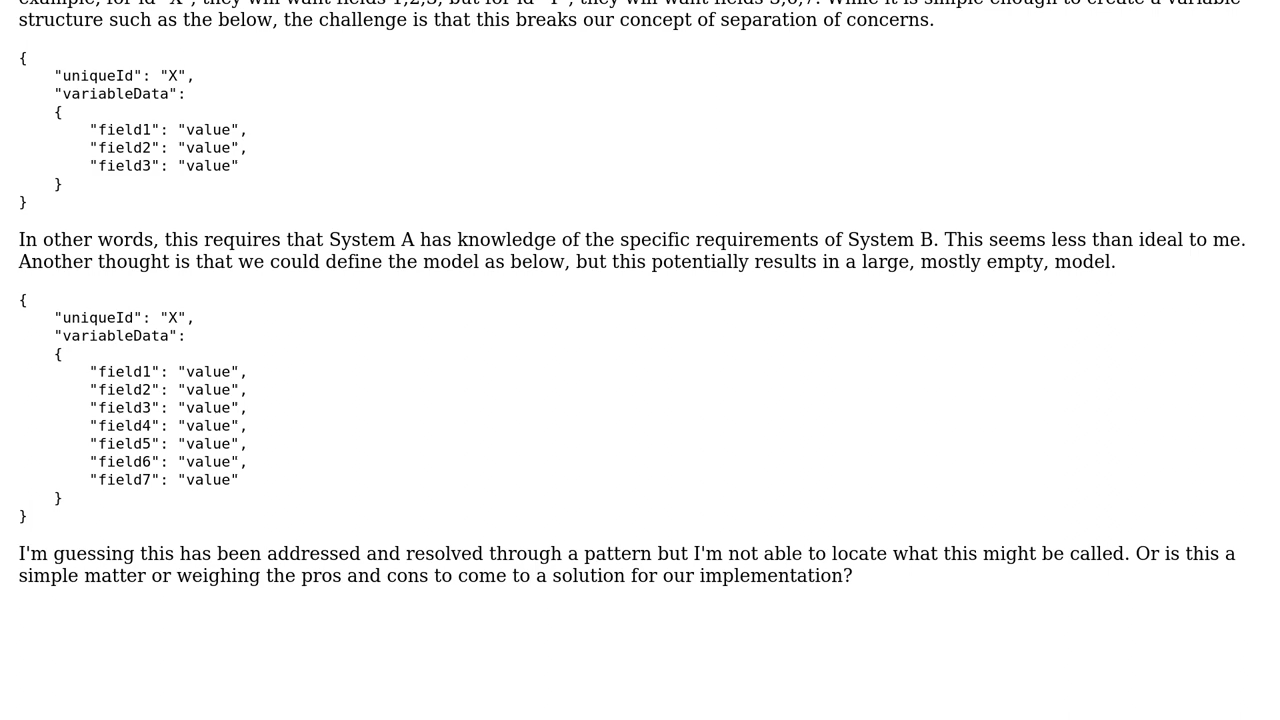 structure such as the below, the challenge is that this breaks our concept of separation of concerns.
{
    "uniqueId": "X",
    "variableData":
    {
        "field1": "value",
        "field2": "value",
        "field3": "value"
    }
}
In other words, this requires that System A has knowledge of the specific requirements of System B. This seems less than ideal to me.
Another thought is that we could define the model as below, but this potentially results in a large, mostly empty, model.
{
    "uniqueId": "X",
    "variableData":
    {
        "field1": "value",
        "field2": "value",
        "field3": "value",
        "field4": "value",
        "field5": "value",
        "field6": "value",
        "field7": "value"
    }
}
I'm guessing this has been addressed and resolved through a pattern but I'm not able to locate what this might be called. Or is this a
simple matter or weighing the pros and cons to come to a solution for our implementation?